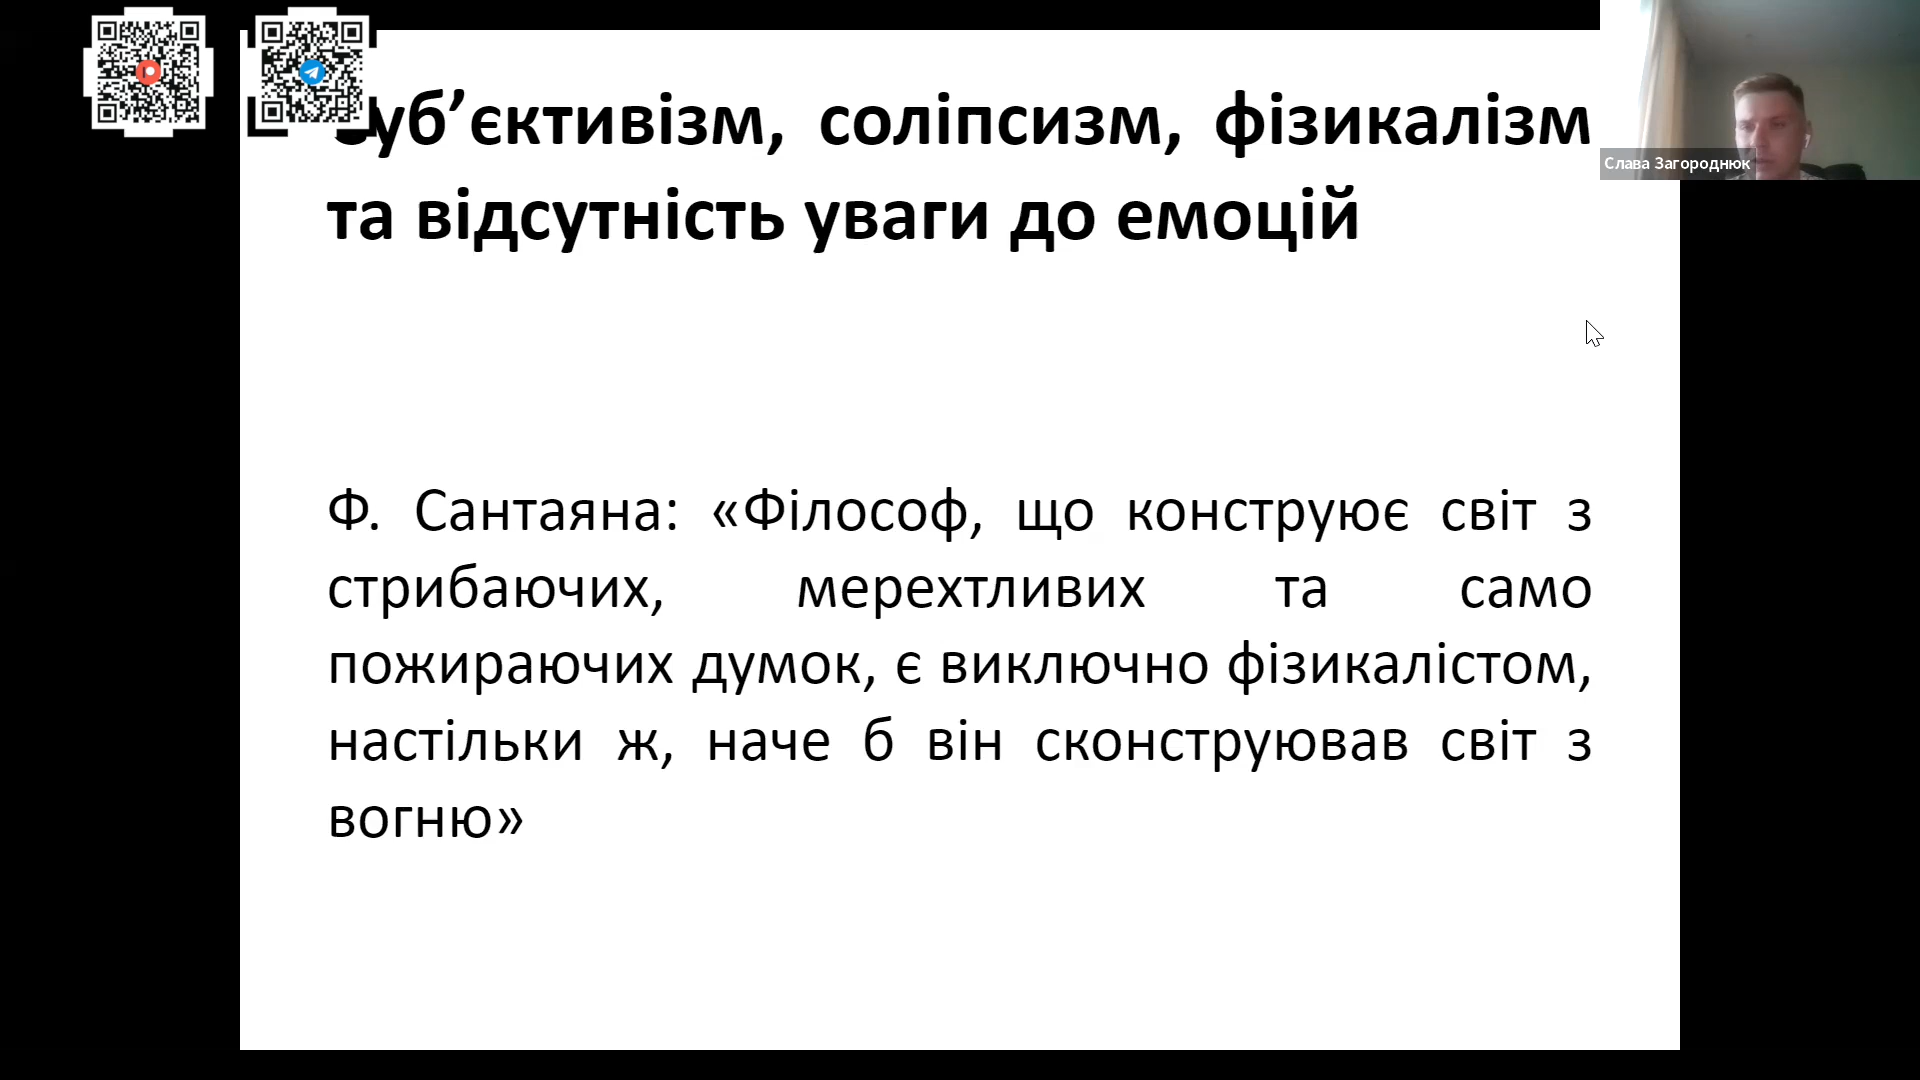 Суб’єктивізм, соліпсизм, фізикалізм
та відсутність уваги до емоцій
Слава Загороднюк
Ф. Сантаяна: «Філософ, що конструює світ з
стрибаючих, мерехтливих та само
пожираючих думок, є виключно фізикалістом,
настільки ж, наче б він сконструював світ з
вогню»